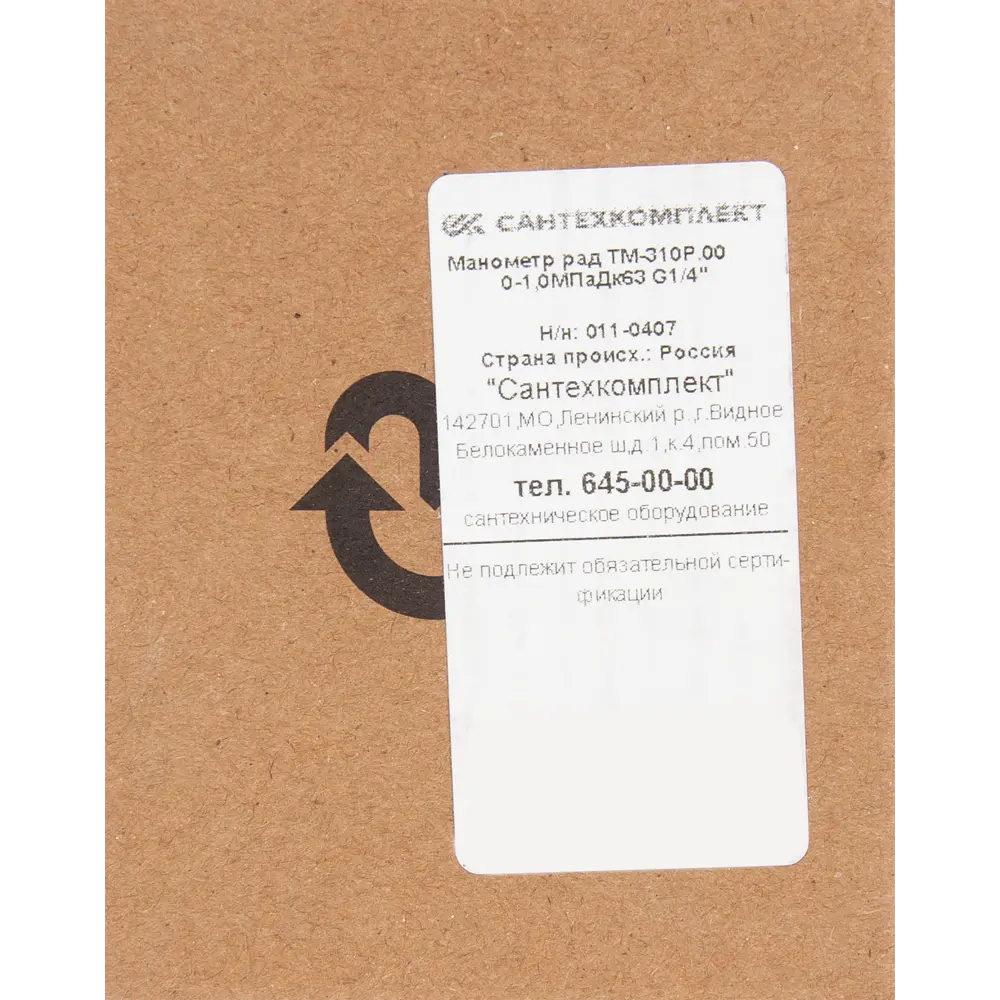 САНТЕХКОМПЛЕКТ
Манометр рад ТМ-310Р.00
0-1,0МПаДк63 G1/4"
Н/н: 011-0407
Страна происх.: Россия
"Сантехкомплект"
142701,МО,Ленинский р.,г.Видное
Белокаменное ш,д.1,к.4,пом.50
тел. 645-00-00
сантехническое оборудование
Не подлежит обязательной серти-
фикации